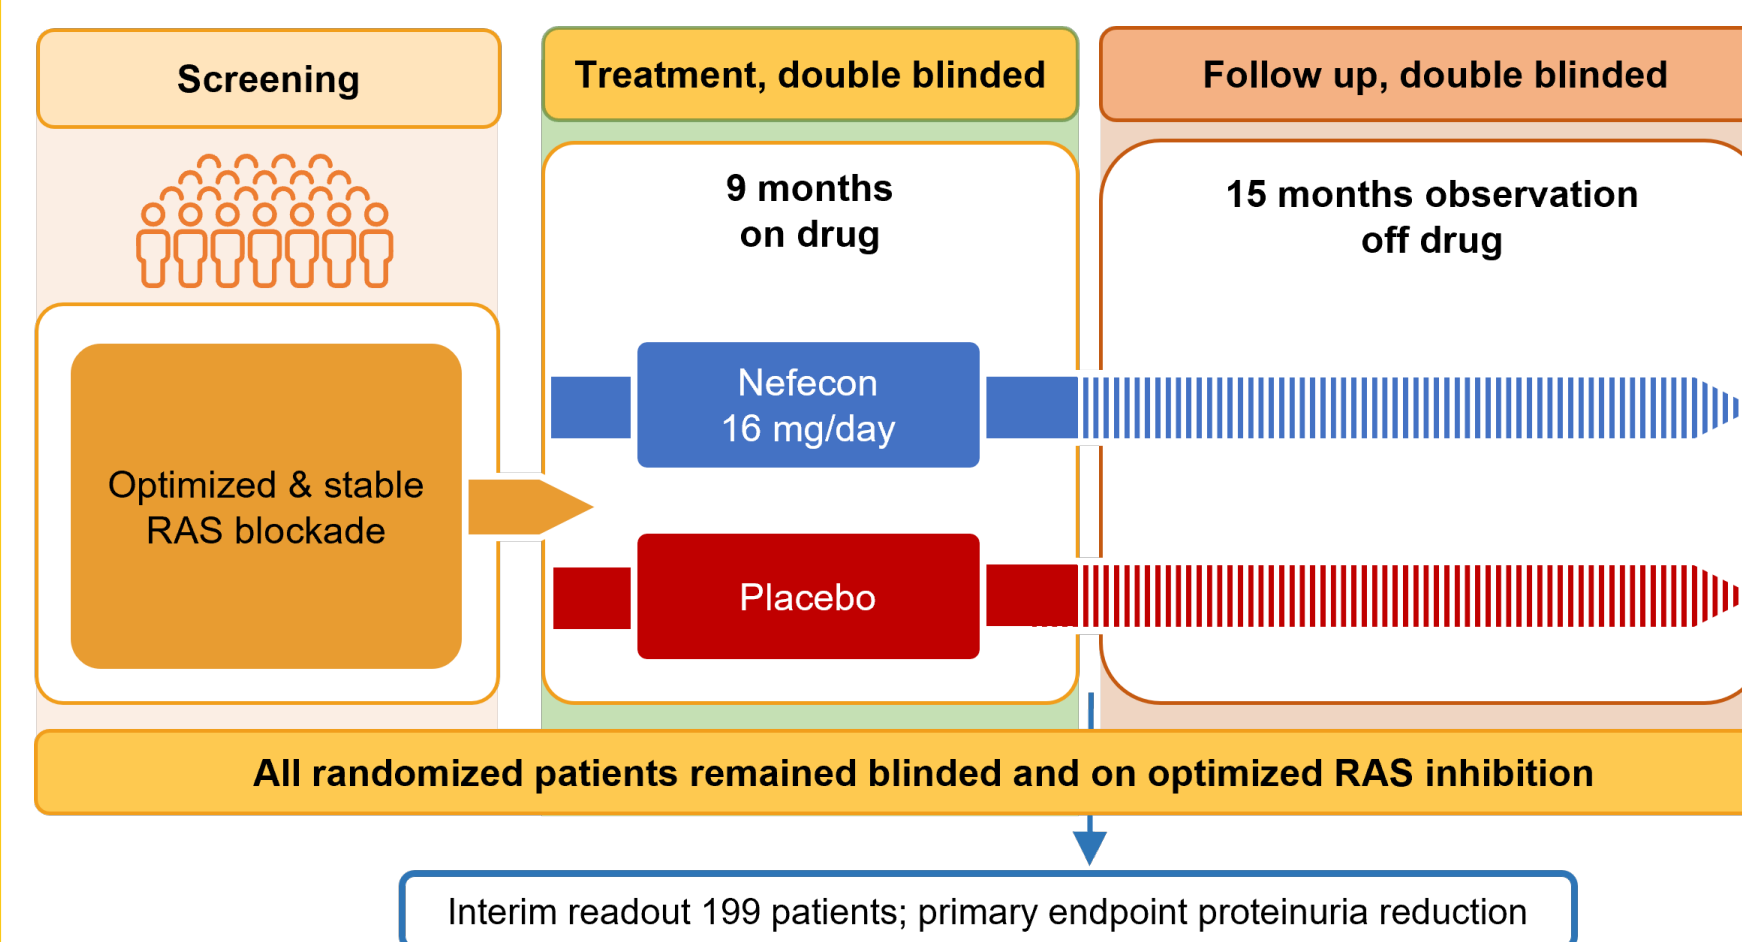 Screening
Treatment, double blinded
Follow up, double blinded
9 months
on drug
15 months observation
off drug
Nefecon
16 mg/day
Optimized & stable
RAS blockade
Placebo
All randomized patients remained blinded and on optimized RAS inhibition
Interim readout 199 patients; primary endpoint proteinuria reduction